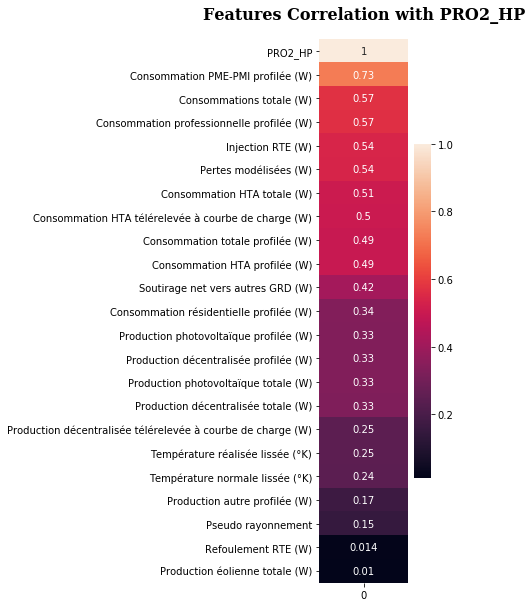 Features Correlation with PRO2_HP
PRO2_HP 1
Consommation PME-PMI profilée (W) 0.73
Consommations totale (W) 0.57
Consommation professionnelle profilée (W) 0.57
Injection RTE (W) 0.54
Pertes modélisées (W) 0.54
Consommation HTA totale (W) 0.51
Consommation HTA télérelevée à courbe de charge (W) 0.5
Consommation totale profilée (W) 0.49
Consommation HTA profilée (W) 0.49
Soutirage net vers autres GRD (W) 0.42
Consommation résidentielle profilée (W) 0.34
Production photovoltaïque profilée (W) 0.33
Production décentralisée profilée (W) 0.33
Production photovoltaïque totale (W) 0.33
Production décentralisée totale (W) 0.33
Production décentralisée télérelevée à courbe de charge (W) 0.25
Température réalisée lissée (°K) 0.25
Température normale lissée (°K) 0.24
Production autre profilée (W) 0.17
Pseudo rayonnement 0.15
Refoulement RTE (W) 0.014
Production éolienne totale (W) 0.01
0
1.0
0.8
0.6
0.4
0.2